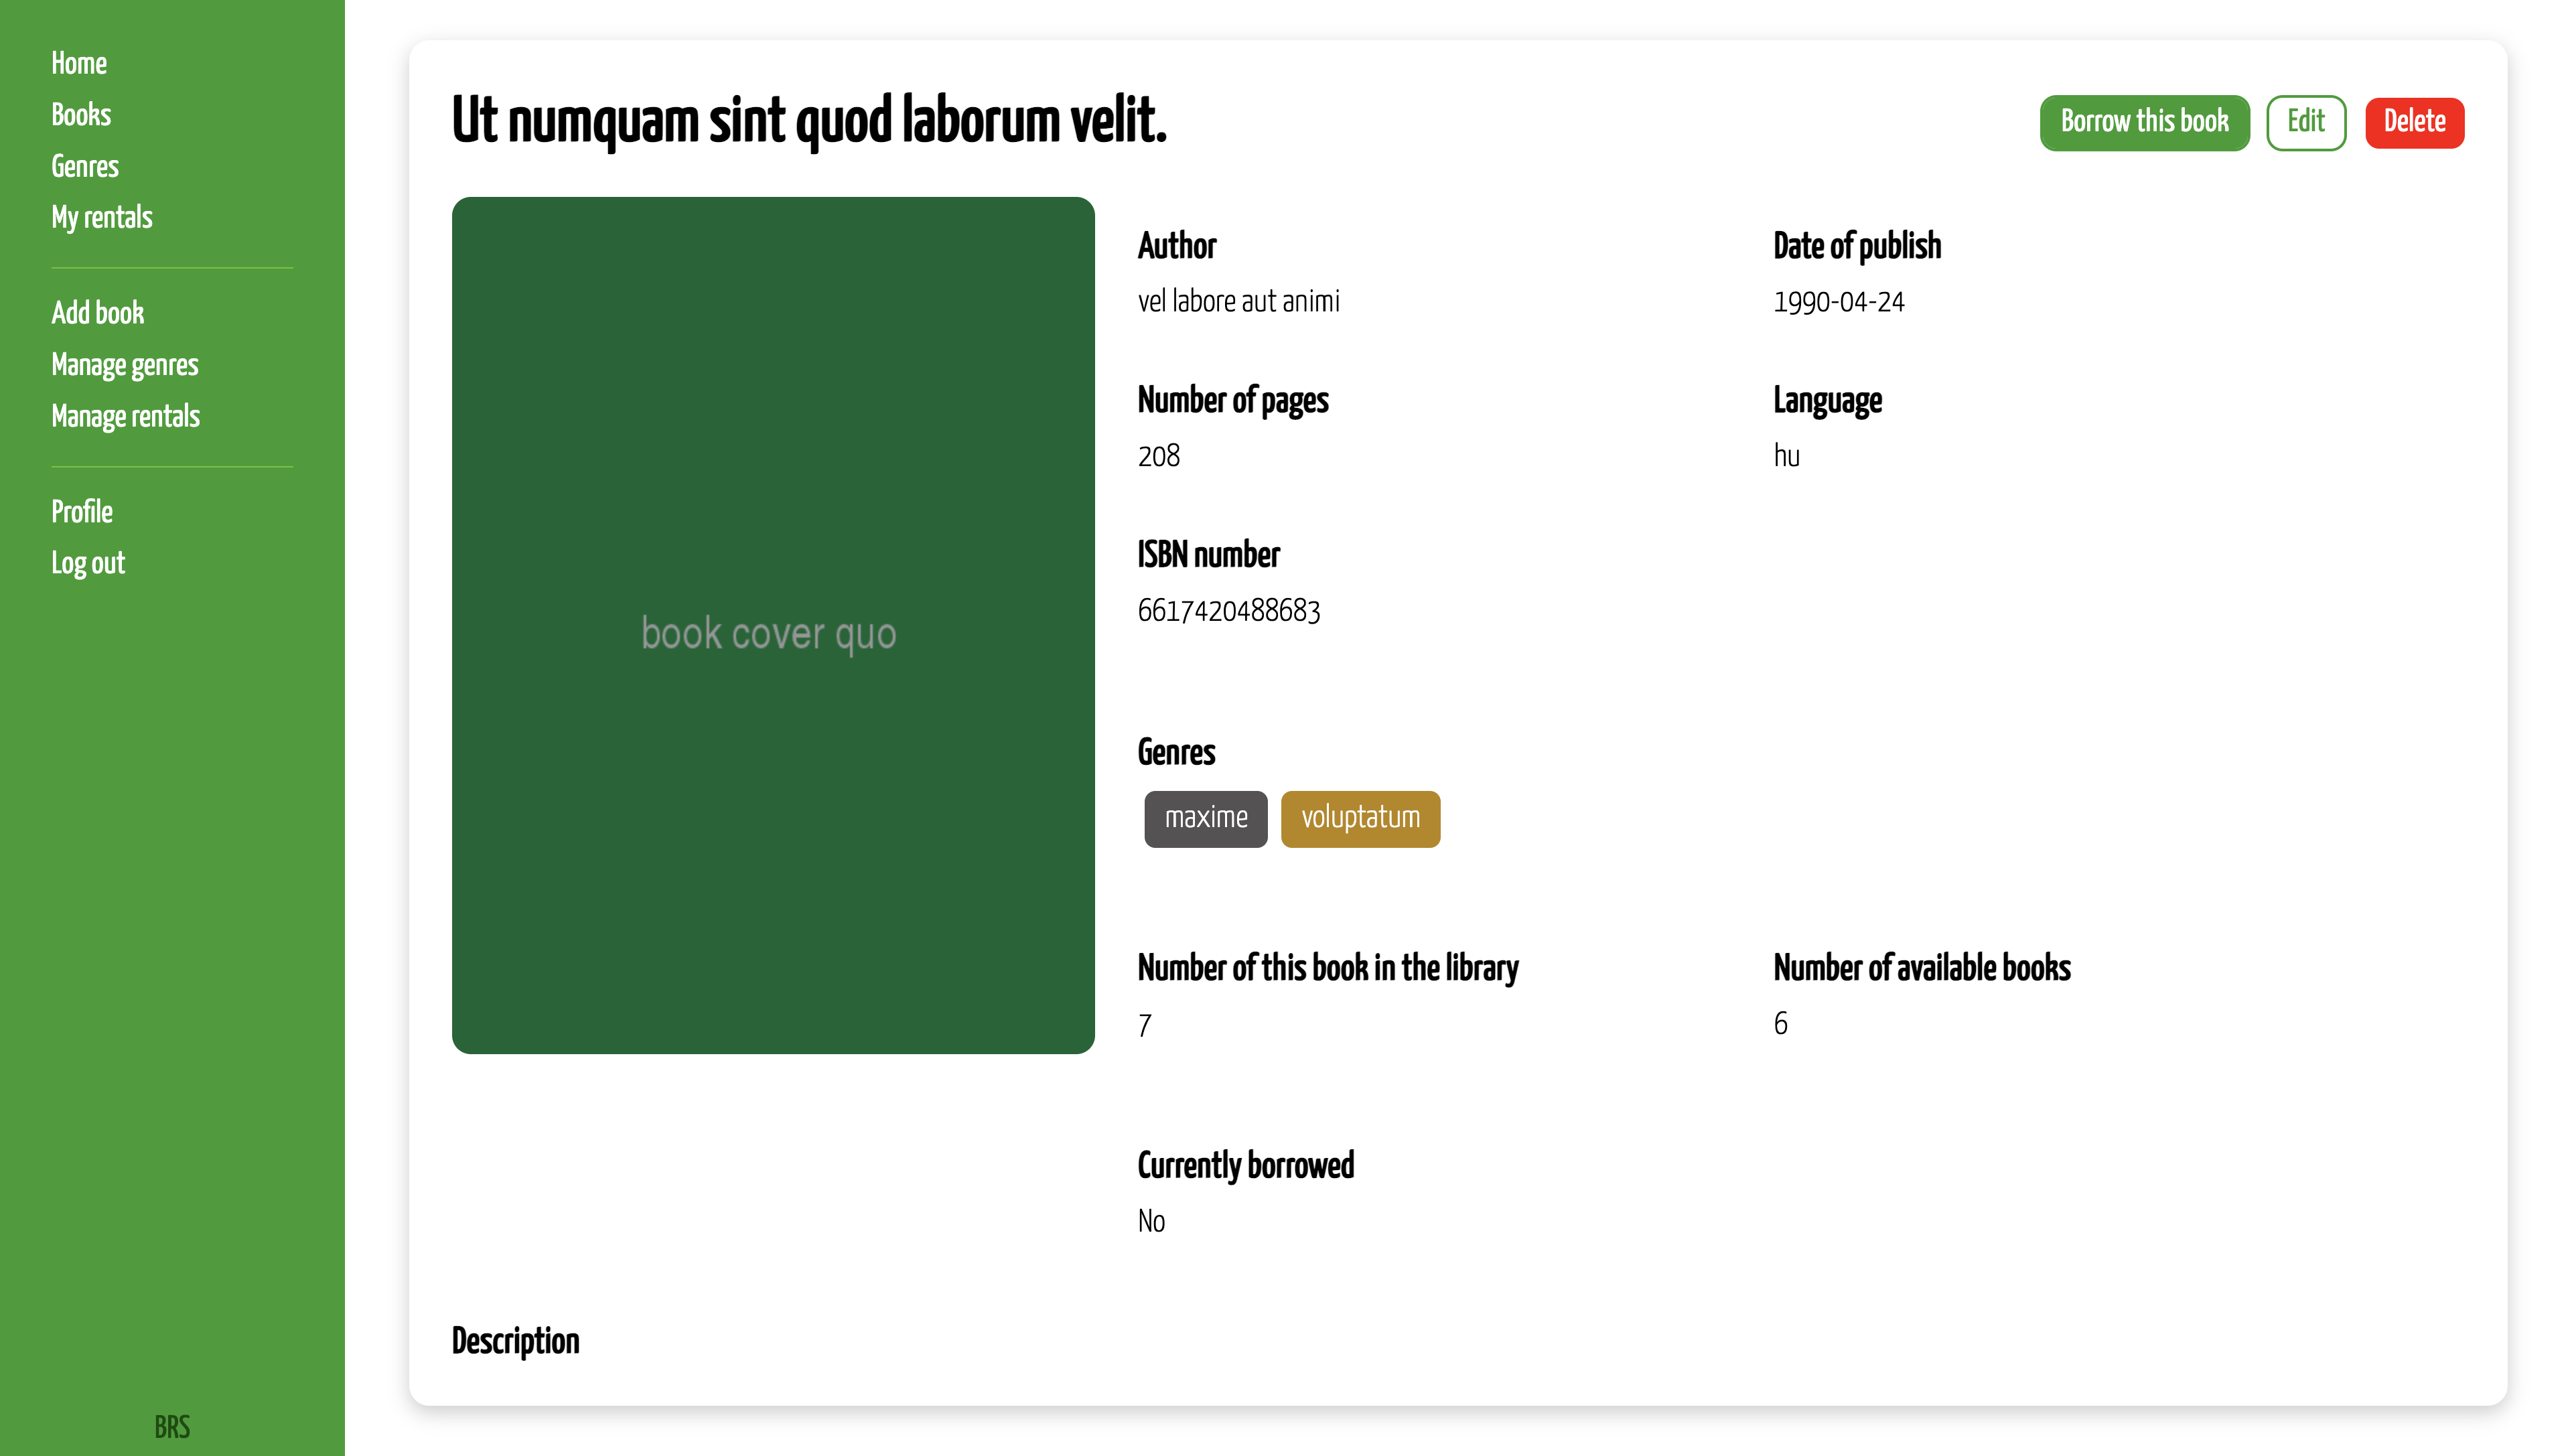 Home
Books
Genres
My rentals
Add book
Manage genres
Manage rentals
Profile
Log out
BRS
Ut numquam sint quod laborum velit.
Borrow this book
Edit
Delete
book cover quo
Author
vel labore aut animi
Date of publish
1990-04-24
Number of pages
208
Language
hu
ISBN number
6617420488683
Genres
maxime
voluptatum
Number of this book in the library
7
Number of available books
6
Currently borrowed
No
Description